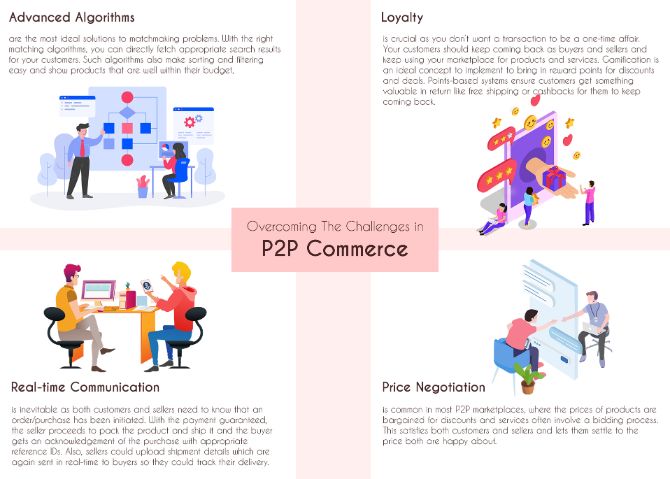 Advanced Algorithms
are the most ideal solutions to matchmaking problems. With the right
matching algorithms, you can directly fetch appropriate search results
for your customers. Such algorithms also make sorting and filtering
easy and show products that are well within their budget.
Loyalty
is crucial as you don't want a transaction to be a one-time affair.
Your customers should keep coming back as buyers and sellers and
keep using your marketplace for products and services. Gamification is
an ideal concept to implement to bring in reward points for discounts
and deals. Points-based systems ensure customers get something
valuable in return like free shipping or cashbacks for them to keep
coming back.
Overcoming The Challenges in
P2P Commerce
Real-time Communication
is inevitable as both customers and sellers need to know that an
order/purchase has been initiated. With the payment guaranteed,
the seller proceeds to pack the product and ship it and the buyer
gets an acknowledgement of the purchase with appropriate
reference IDs. Also, sellers could upload shipment details which are
again sent in real-time to buyers so they could track their delivery.
Price Negotiation
is common in most P2P marketplaces, where the prices of products are
bargained for discounts and services often involve a bidding process.
This satisfies both customers and sellers and lets them settle to the
price both are happy about.